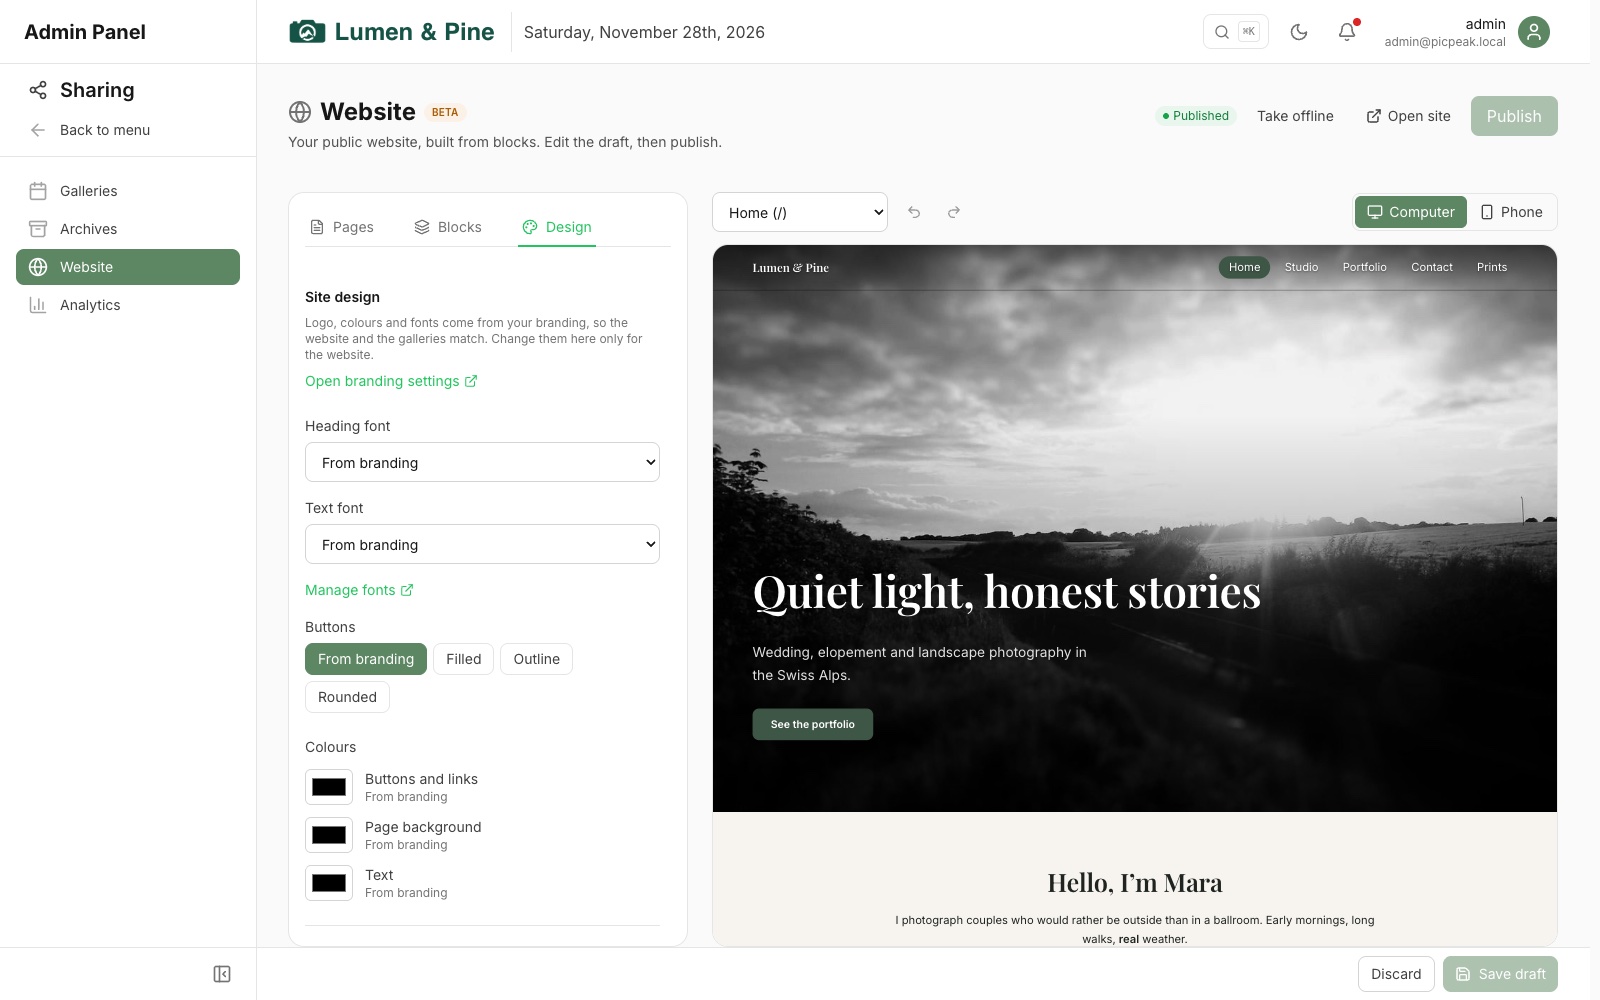 Admin Panel
Lumen & Pine
Saturday, November 28th, 2026
⌘K
admin
admin@picpeak.local
Sharing
Back to menu
Galleries
Archives
Website
Analytics
Website
BETA
Your public website, built from blocks. Edit the draft, then publish.
Published
Take offline
Open site
Publish
Pages
Blocks
Design
Site design
Logo, colours and fonts come from your branding, so the
website and the galleries match. Change them here only for
the website.
Open branding settings
Heading font
From branding
Text font
From branding
Manage fonts
Buttons
From branding
Filled
Outline
Rounded
Colours
Buttons and links
From branding
Page background
From branding
Text
From branding
Home (/)
Computer
Phone
Lumen & Pine
Home
Studio
Portfolio
Contact
Prints
Quiet light, honest stories
Wedding, elopement and landscape photography in
the Swiss Alps.
See the portfolio
Hello, I’m Mara
I photograph couples who would rather be outside than in a ballroom. Early mornings, long
walks, real weather.
Discard
Save draft